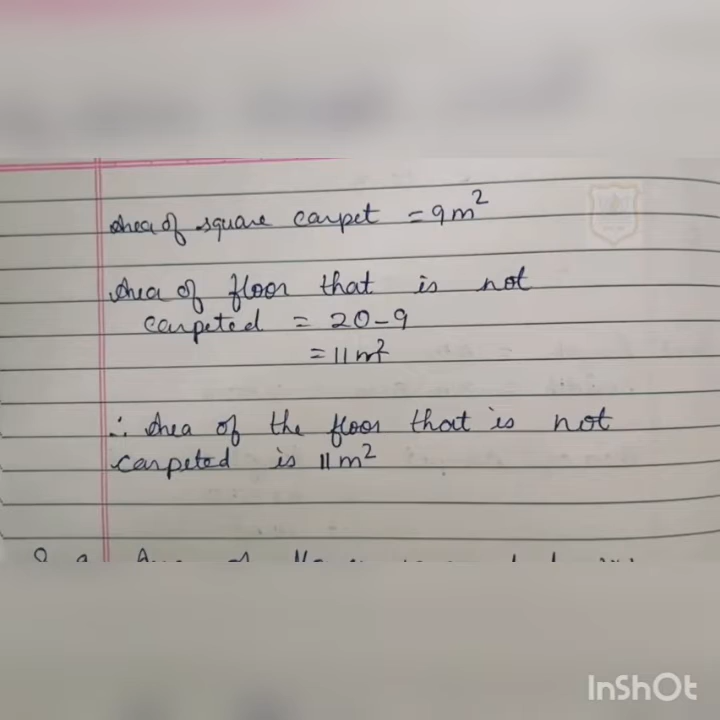 Area of square carpet = 9m²
Area of floor that is not
carpeted = 20-9
= 11m²
∴ Area of the floor that is not
carpeted is 11m²
InShOt